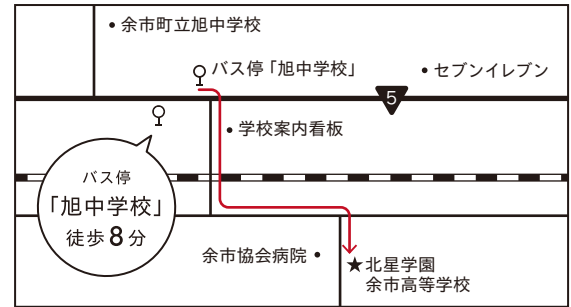 余市町立旭中学校
バス停「旭中学校」
セブンイレブン
5
学校案内看板
バス停
「旭中学校」
徒歩8分
余市協会病院
★北星学園
余市高等学校